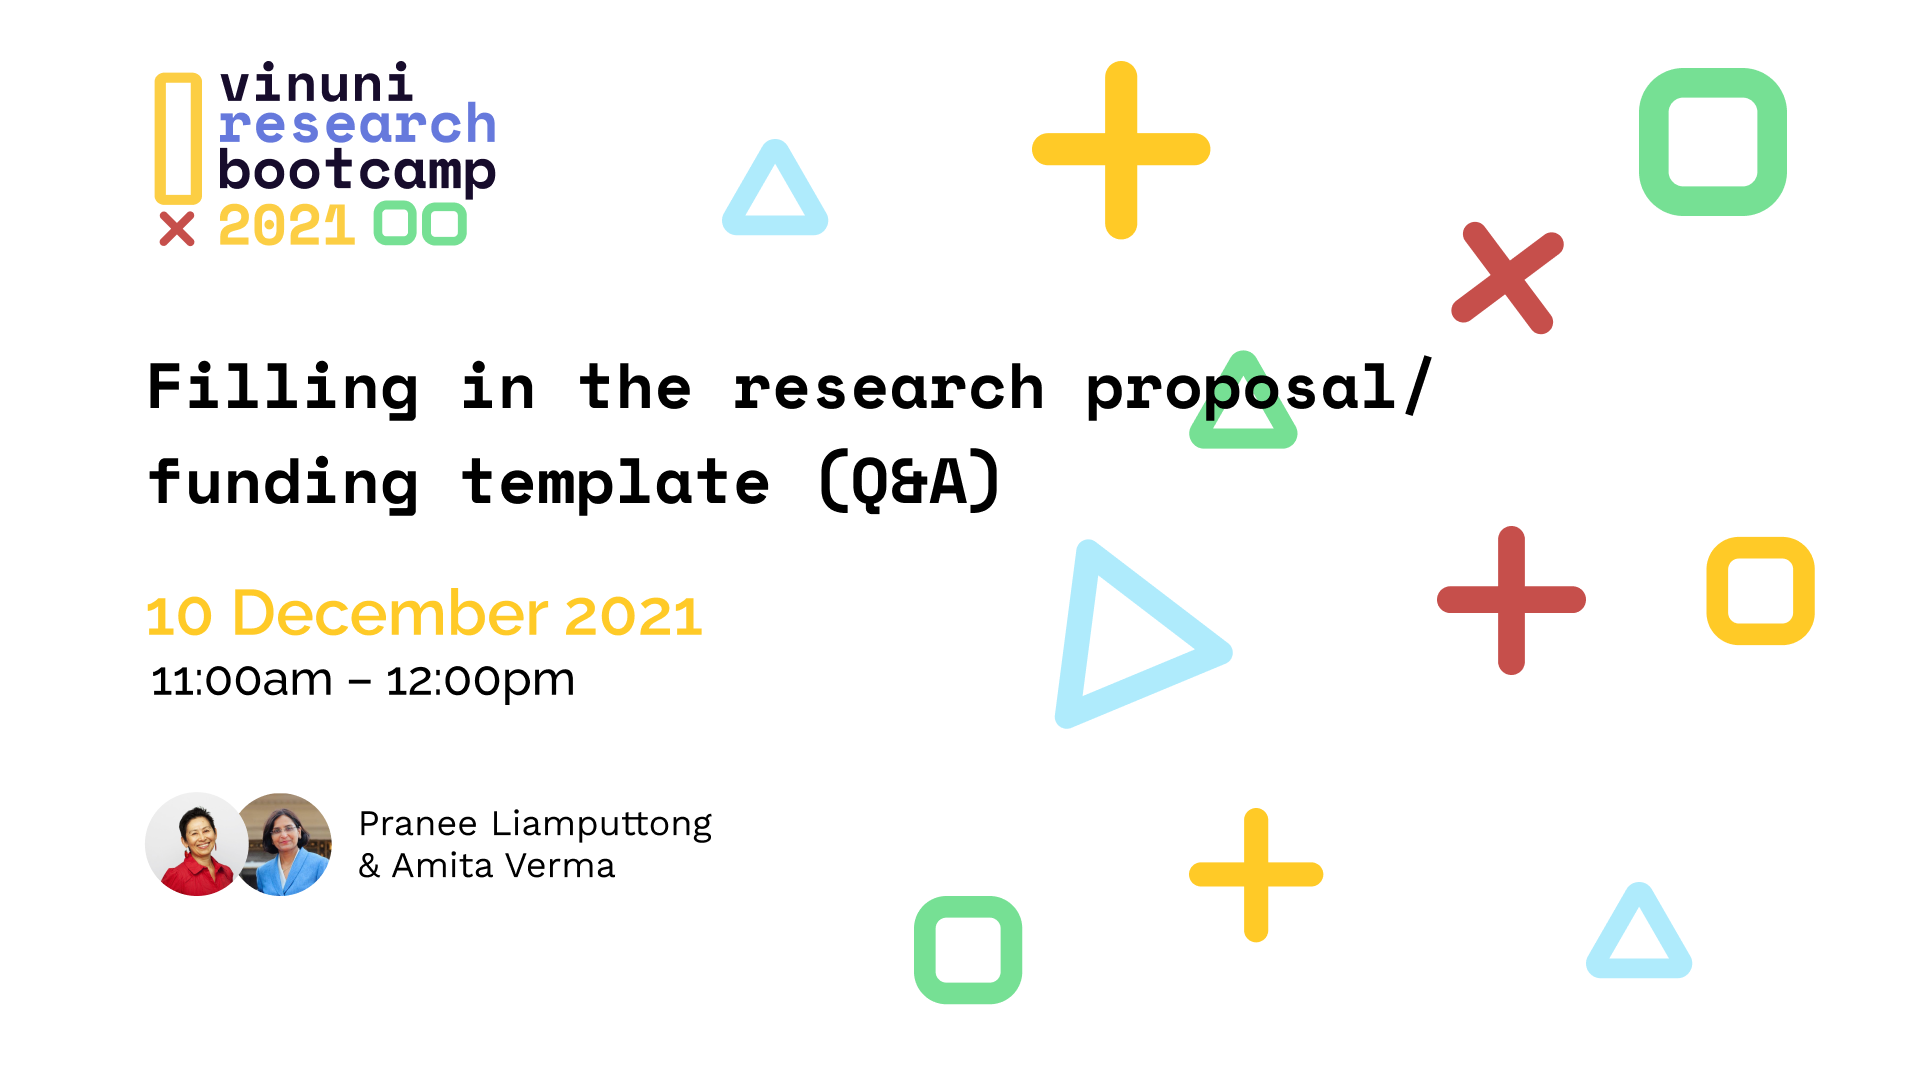 vinuni
research
bootcamp
2021
Filling in the research proposal/
funding template (Q&A)
10 December 2021
11:00am – 12:00pm
Pranee Liamputtong
& Amita Verma